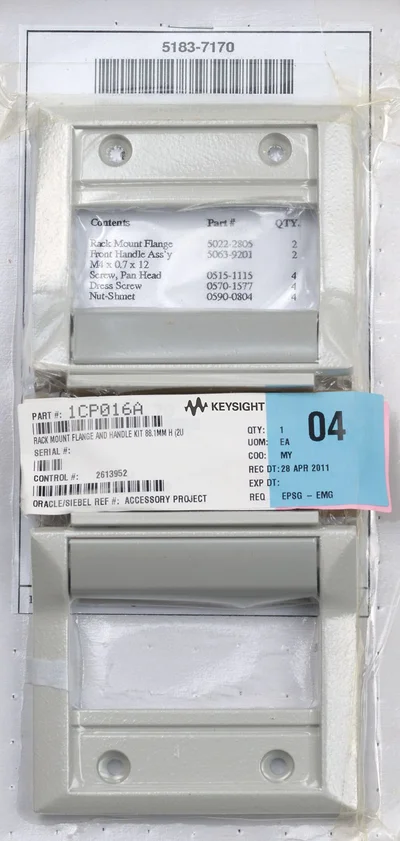 5183-7170
Contents Part # QTY.
Rack Mount Flange 5022-2805 2
Front Handle Ass'y 5063-9201 2
M4 x 0.7 x 12
Screw, Pan Head 0515-1115 4
Dress Screw 0570-1577 4
Nut-Shmet 0590-0804 4
PART #: 1CP016A KEYSIGHT
RACK MOUNT FLANGE AND HANDLE KIT 88.1MM H (2U
SERIAL #:
CONTROL #: 2613952
ORACLE/SIEBEL REF #: ACCESSORY PROJECT
QTY: 1
UOM: EA
COO: MY
REC DT: 28 APR 2011
EXP DT:
REQ EPSG - EMG
04